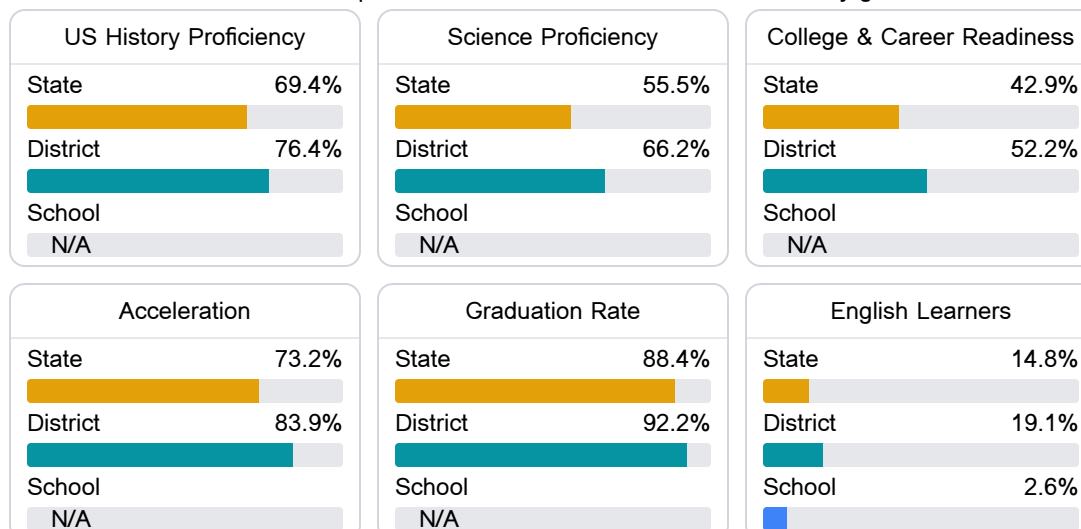 US History Proficiency
State 69.4%
District 76.4%
School
N/A
Science Proficiency
State 55.5%
District 66.2%
School
N/A
College & Career Readiness
State 42.9%
District 52.2%
School
N/A
Acceleration
State 73.2%
District 83.9%
School
N/A
Graduation Rate
State 88.4%
District 92.2%
School
N/A
English Learners
State 14.8%
District 19.1%
School 2.6%